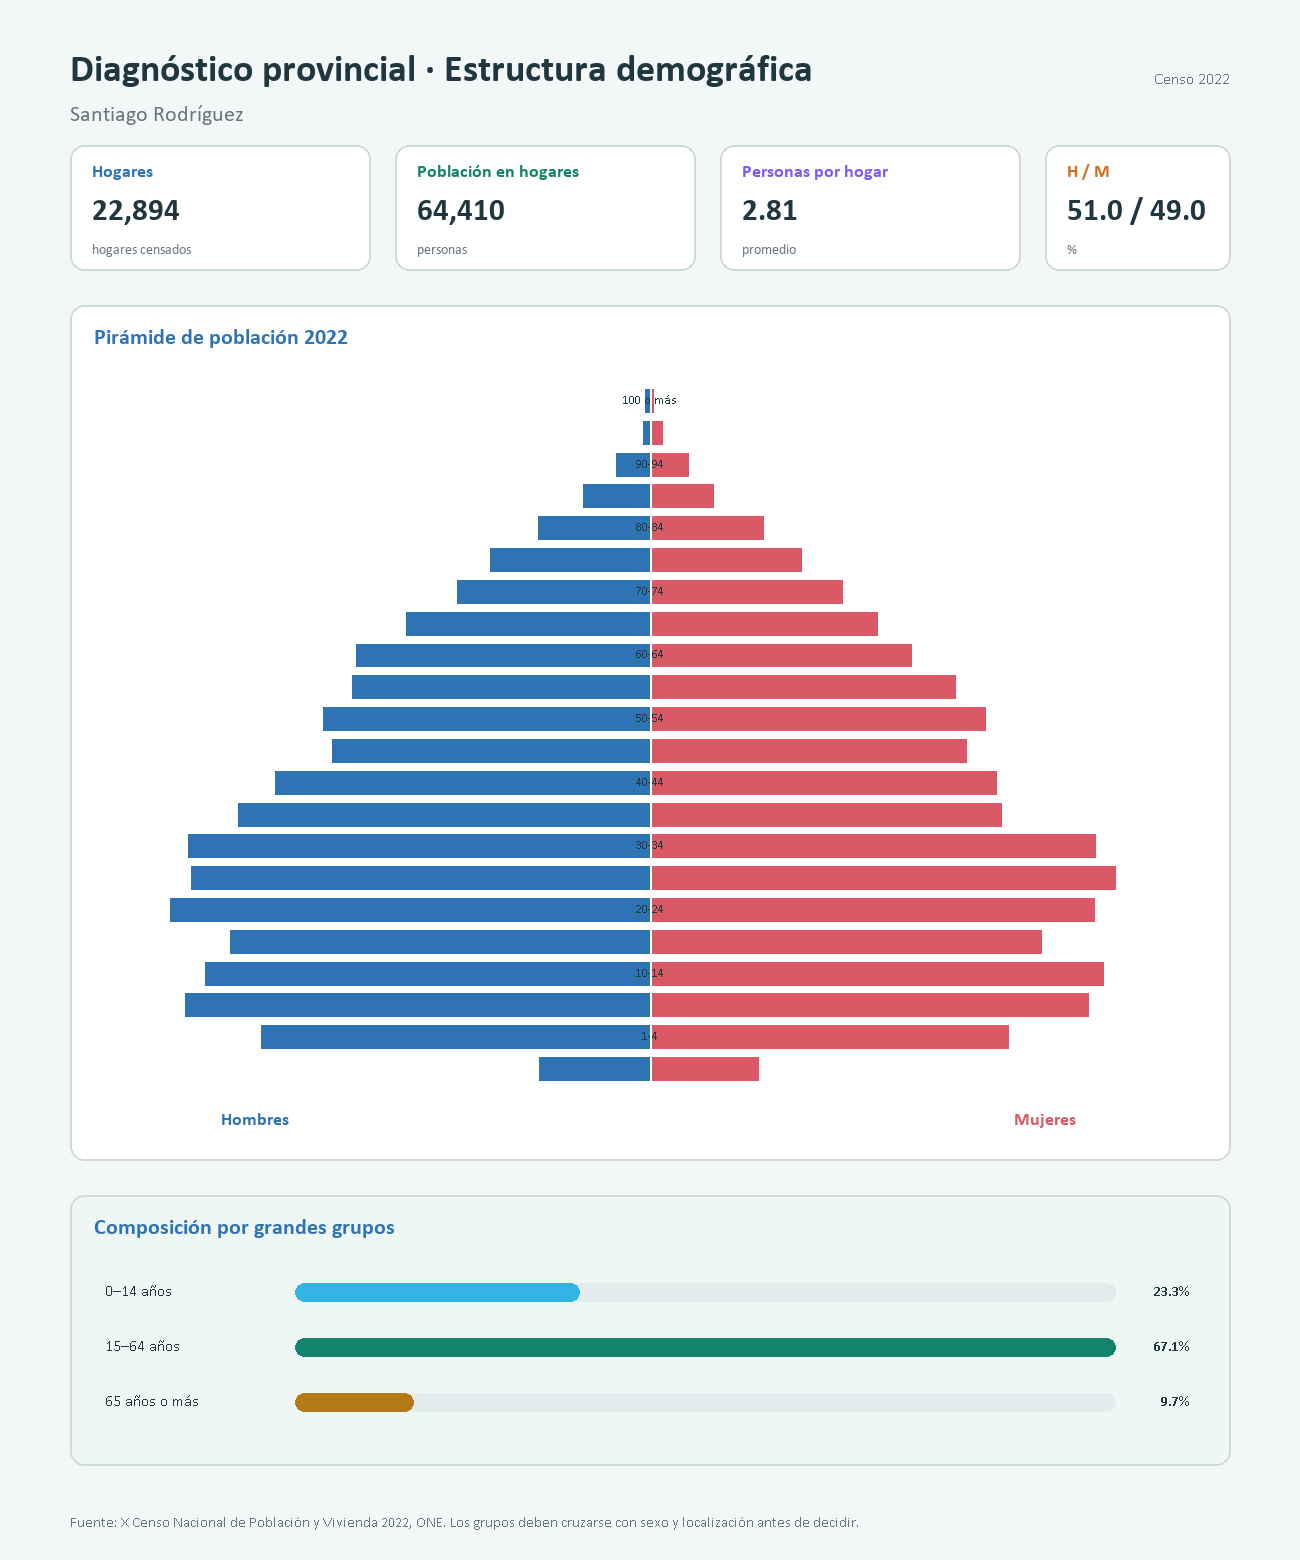 Diagnóstico provincial · Estructura demográfica
Censo 2022
Santiago Rodríguez
Hogares
22,894
hogares censados
Población en hogares
64,410
personas
Personas por hogar
2.81
promedio
H / M
51.0 / 49.0
%
Pirámide de población 2022
100 o más
90-94
80-84
70-74
60-64
50-54
40-44
30-34
20-24
10-14
1-4
Hombres
Mujeres
Composición por grandes grupos
0–14 años
23.3%
15–64 años
67.1%
65 años o más
9.7%
Fuente: X Censo Nacional de Población y Vivienda 2022, ONE. Los grupos deben cruzarse con sexo y localización antes de decidir.